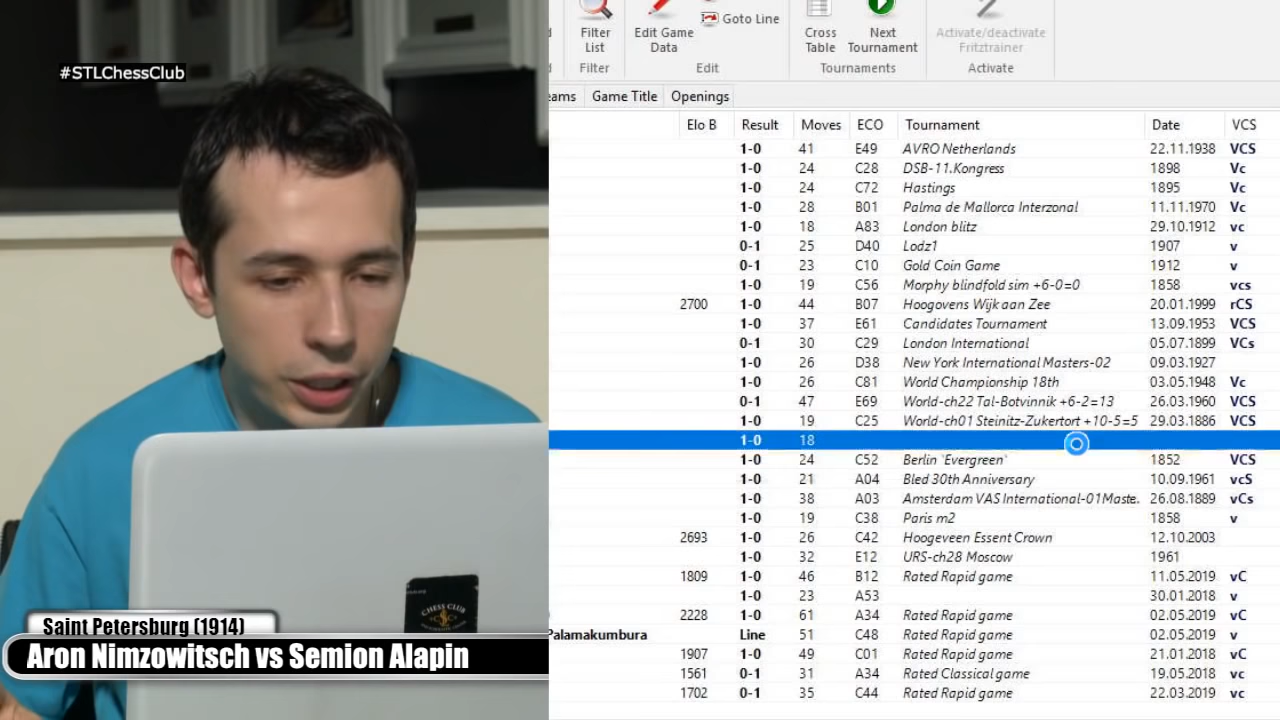 #STLChessClub
Filter List
Edit Game Data
Goto Line
Cross Table
Next Tournament
Activate/deactivate Fritztrainer
Filter
Edit
Tournaments
Activate
eams Game Title Openings
Elo B Result Moves ECO Tournament Date VCS
1-0 41 E49 AVRO Netherlands 22.11.1938 VCS
1-0 24 C28 DSB-11.Kongress 1898 Vc
1-0 24 C72 Hastings 1895 Vc
1-0 28 B01 Palma de Mallorca Interzonal 11.11.1970 Vc
1-0 18 A83 London blitz 29.10.1912 vc
0-1 25 D40 Lodz1 1907 v
0-1 23 C10 Gold Coin Game 1912 v
1-0 19 C56 Morphy blindfold sim +6-0=0 1858 vcs
2700 1-0 44 B07 Hoogovens Wijk aan Zee 20.01.1999 rCS
1-0 37 E61 Candidates Tournament 13.09.1953 VCS
0-1 30 C29 London International 05.07.1899 VCs
1-0 26 D38 New York International Masters-02 09.03.1927
1-0 26 C81 World Championship 18th 03.05.1948 Vc
0-1 47 E69 World-ch22 Tal-Botvinnik +6-2=13 26.03.1960 VCS
1-0 19 C25 World-ch01 Steinitz-Zukertort +10-5=5 29.03.1886 VCS
1-0 18
1-0 24 C52 Berlin 'Evergreen' 1852 VCS
1-0 21 A04 Bled 30th Anniversary 10.09.1961 vcS
1-0 38 A03 Amsterdam VAS International-01Maste. 26.08.1889 vCs
1-0 19 C38 Paris m2 1858 v
2693 1-0 26 C42 Hoogeveen Essent Crown 12.10.2003
1-0 32 E12 URS-ch28 Moscow 1961
1809 1-0 46 B12 Rated Rapid game 11.05.2019 vC
1-0 23 A53 30.01.2018 v
2228 1-0 61 A34 Rated Rapid game 02.05.2019 vC
Palamakumbura Line 51 C48 Rated Rapid game 02.05.2019 v
1907 1-0 49 C01 Rated Rapid game 21.01.2018 vC
1561 0-1 31 A34 Rated Classical game 19.05.2018 vc
1702 0-1 35 C44 Rated Rapid game 22.03.2019 vc
CHESS CLUB
Saint Petersburg (1914)
Aron Nimzowitsch vs Semion Alapin